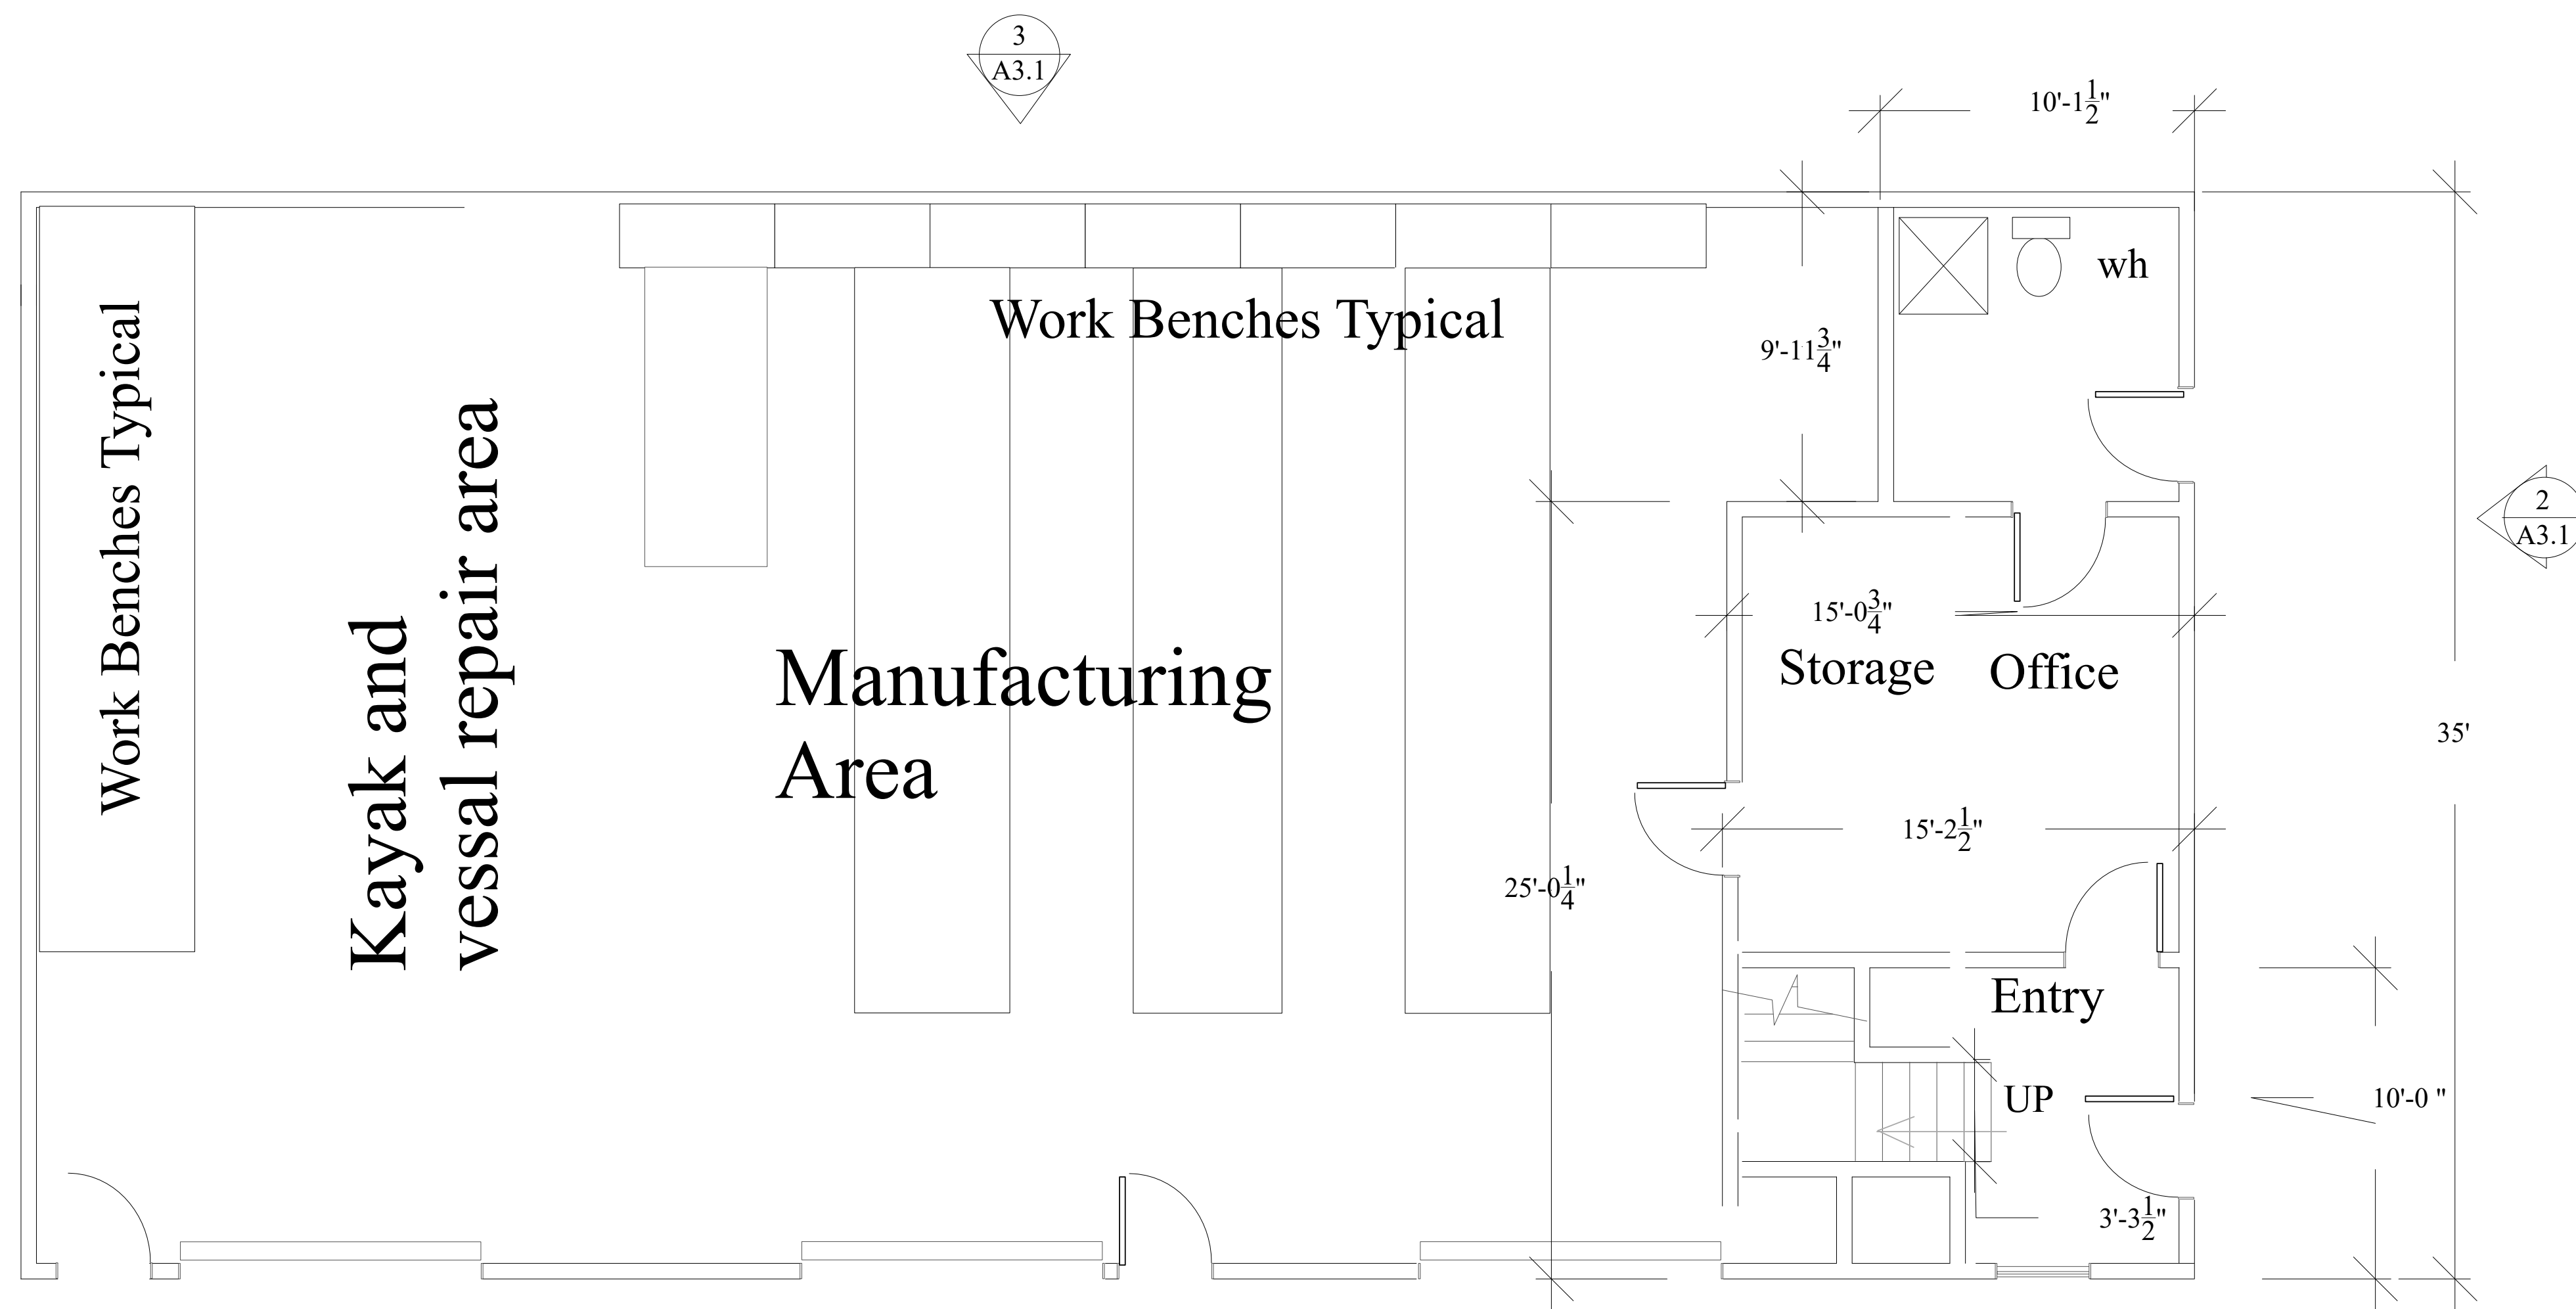 3
A3.1
10'-1 1/2"
wh
Work Benches Typical
9'-11 3/4"
Work Benches Typical
Kayak and
vessal repair area
2
A3.1
15'-0 3/4"
Storage
Office
Manufacturing
Area
35'
15'-2 1/2"
25'-0 1/4"
Entry
UP
10'-0 "
3'-3 1/2"